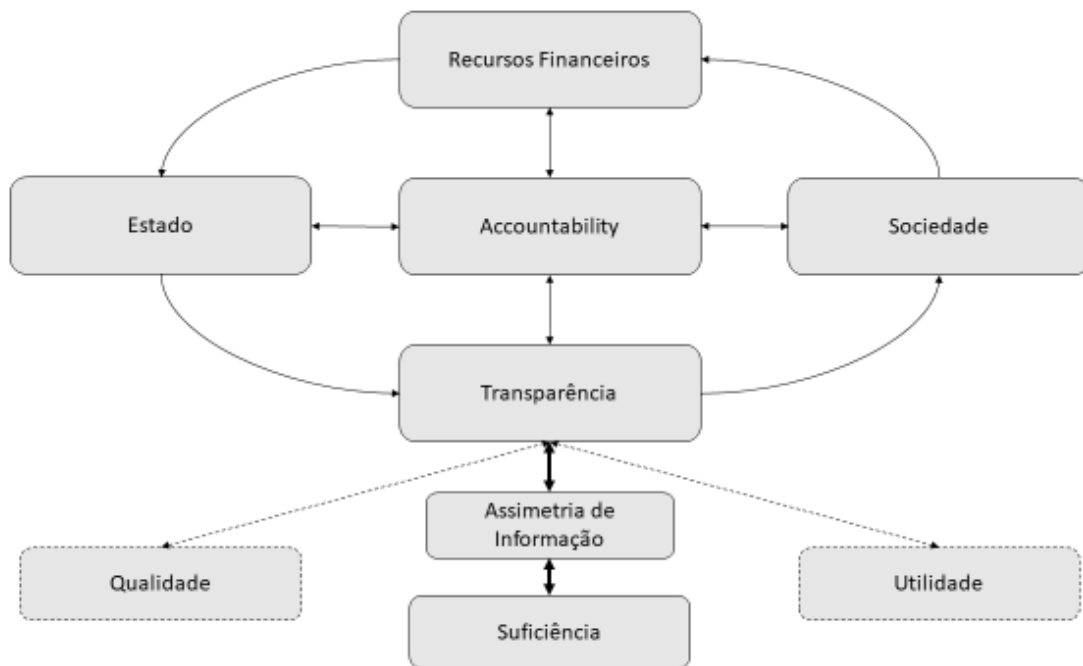 Recursos Financeiros
Estado
Accountability
Sociedade
Transparência
Assimetria de
Informação
Qualidade
Utilidade
Suficiência